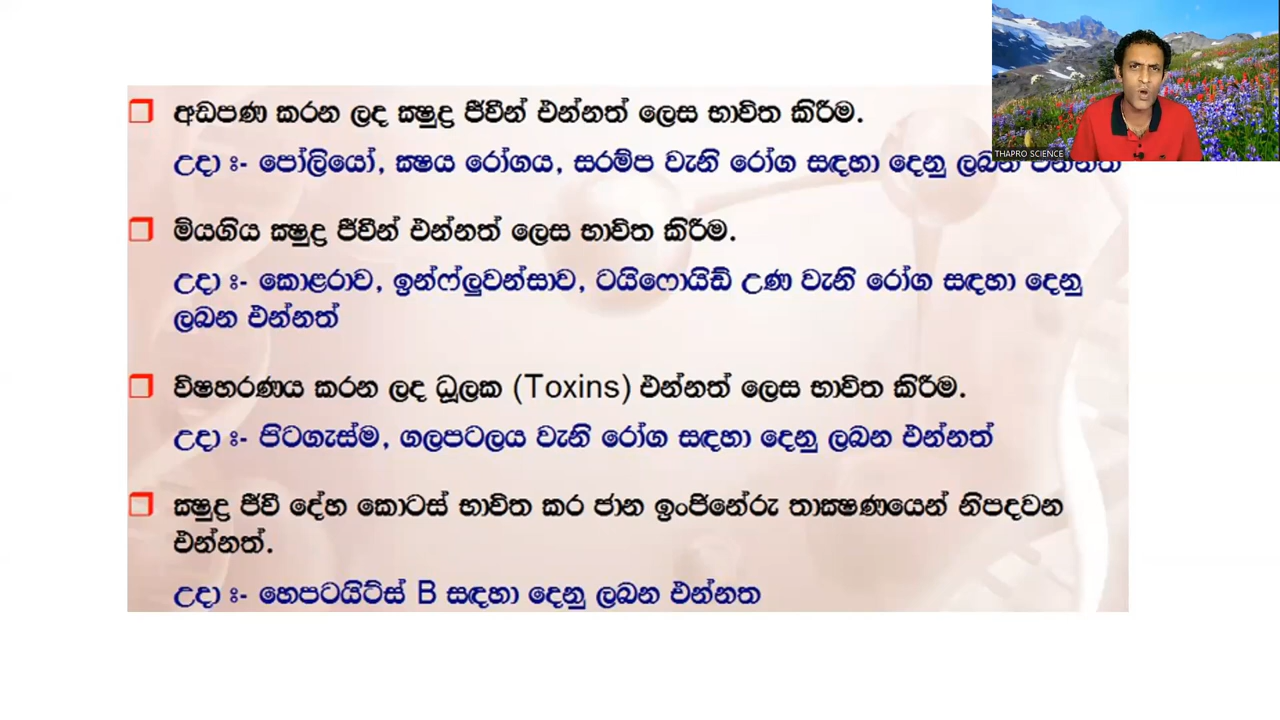 අඩපණ කරන ලද ක්‍ෂුද්‍ර ජීවීන් එන්නත් ලෙස භාවිත කිරීම.
උදා :- පෝලියෝ, ක්‍ෂය රෝගය, සරම්ප වැනි රෝග සඳහා දෙනු ලබන එන්නත්
THAPRO SCIENCE
මියගිය ක්‍ෂුද්‍ර ජීවීන් එන්නත් ලෙස භාවිත කිරීම.
උදා :- කොළරාව, ඉන්ෆ්ලුවන්සාව, ටයිෆොයිඩ් උණ වැනි රෝග සඳහා දෙනු
ලබන එන්නත්
විෂහරණය කරන ලද ධූලක (Toxins) එන්නත් ලෙස භාවිත කිරීම.
උදා :- පිටගැස්ම, ගලපටලය වැනි රෝග සඳහා දෙනු ලබන එන්නත්
ක්‍ෂුද්‍ර ජීවී දේහ කොටස් භාවිත කර ජාන ඉංජිනේරු තාක්‍ෂණයෙන් නිපදවන
එන්නත්.
උදා :- හෙපටයිට්ස් B සඳහා දෙනු ලබන එන්නත